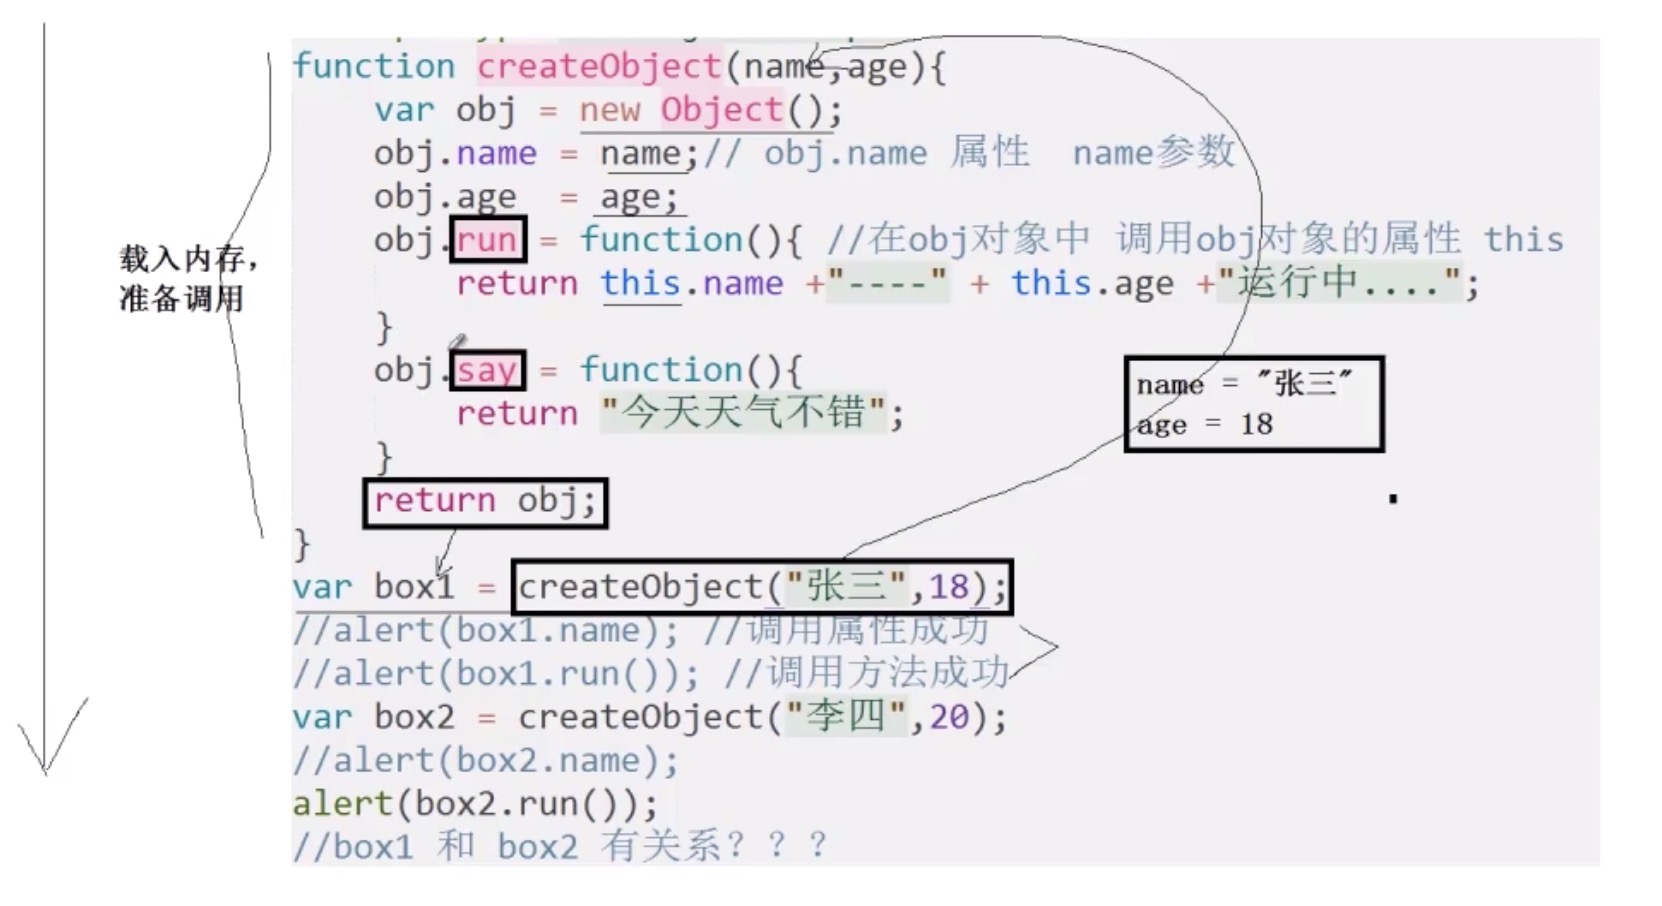 function createObject(name,age){
var obj = new Object();
obj.name = name;// obj.name 属性 name参数
obj.age = age;
obj.run = function(){ //在obj对象中 调用obj对象的属性 this
return this.name +"----" + this.age +"运行中....";
}
obj.say = function(){
return "今天天气不错";
}
return obj;
}
var box1 = createObject("张三",18);
//alert(box1.name); //调用属性成功
//alert(box1.run()); //调用方法成功
var box2 = createObject("李四",20);
//alert(box2.name);
alert(box2.run());
//box1 和 box2 有关系？？？
载入内存，
准备调用
name = "张三"
age = 18